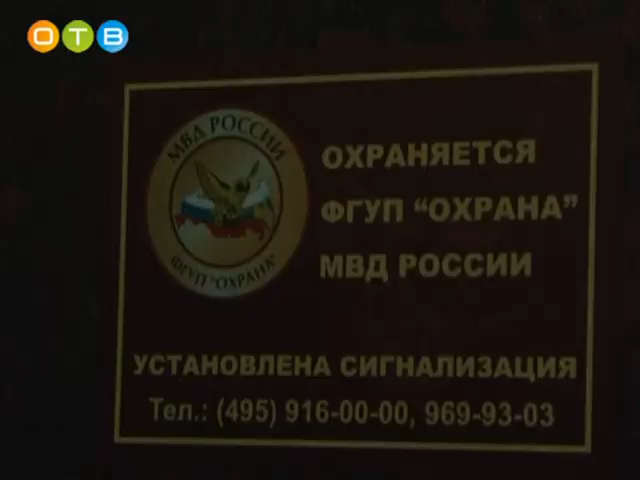 ОТВ
МВД РОССИИ
ФГУП "ОХРАНА"
ОХРАНЯЕТСЯ
ФГУП "ОХРАНА"
МВД РОССИИ
УСТАНОВЛЕНА СИГНАЛИЗАЦИЯ
Тел.: (495) 916-00-00, 969-93-03